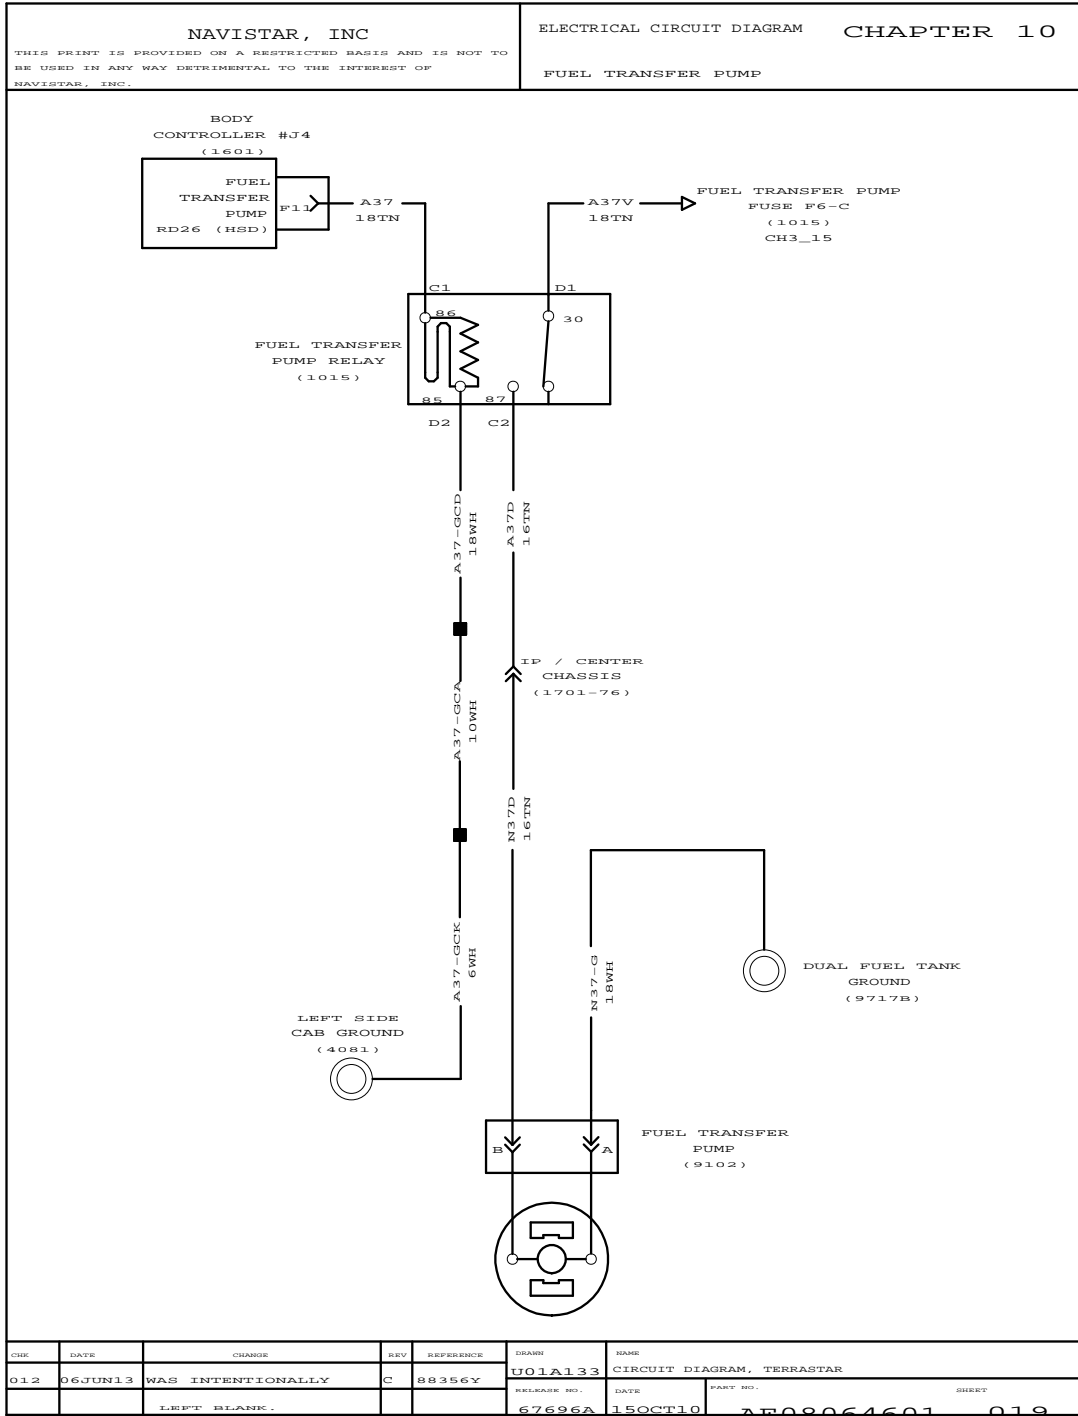 NAVISTAR, INC
THIS PRINT IS PROVIDED ON A RESTRICTED BASIS AND IS NOT TO
BE USED IN ANY WAY DETRIMENTAL TO THE INTEREST OF
NAVISTAR, INC.
ELECTRICAL CIRCUIT DIAGRAM
CHAPTER 10
FUEL TRANSFER PUMP
BODY
CONTROLLER #J4
(1601)
FUEL
TRANSFER
PUMP
RD26 (HSD)
F11
A37
18TN
A37V
18TN
FUEL TRANSFER PUMP
FUSE F6-C
(1015)
CH3_15
C1
D1
86
30
FUEL TRANSFER
PUMP RELAY
(1015)
85
87
D2
C2
A37-GCD
18WH
A37D
16TN
IP / CENTER
CHASSIS
(1701-76)
A37-GCA
10WH
N37D
16TN
A37-GCK
6WH
N37-G
18WH
DUAL FUEL TANK
GROUND
(9717B)
LEFT SIDE
CAB GROUND
(4081)
B
A
FUEL TRANSFER
PUMP
(9102)
CHK
DATE
CHANGE
REV
REFERENCE
DRAWN
NAME
012
06JUN13
WAS INTENTIONALLY
C
88356Y
U01A133
CIRCUIT DIAGRAM, TERRASTAR
LEFT BLANK.
RELEASE NO.
DATE
PART NO.
SHEET
67696A
15OCT10
AF08064601
019